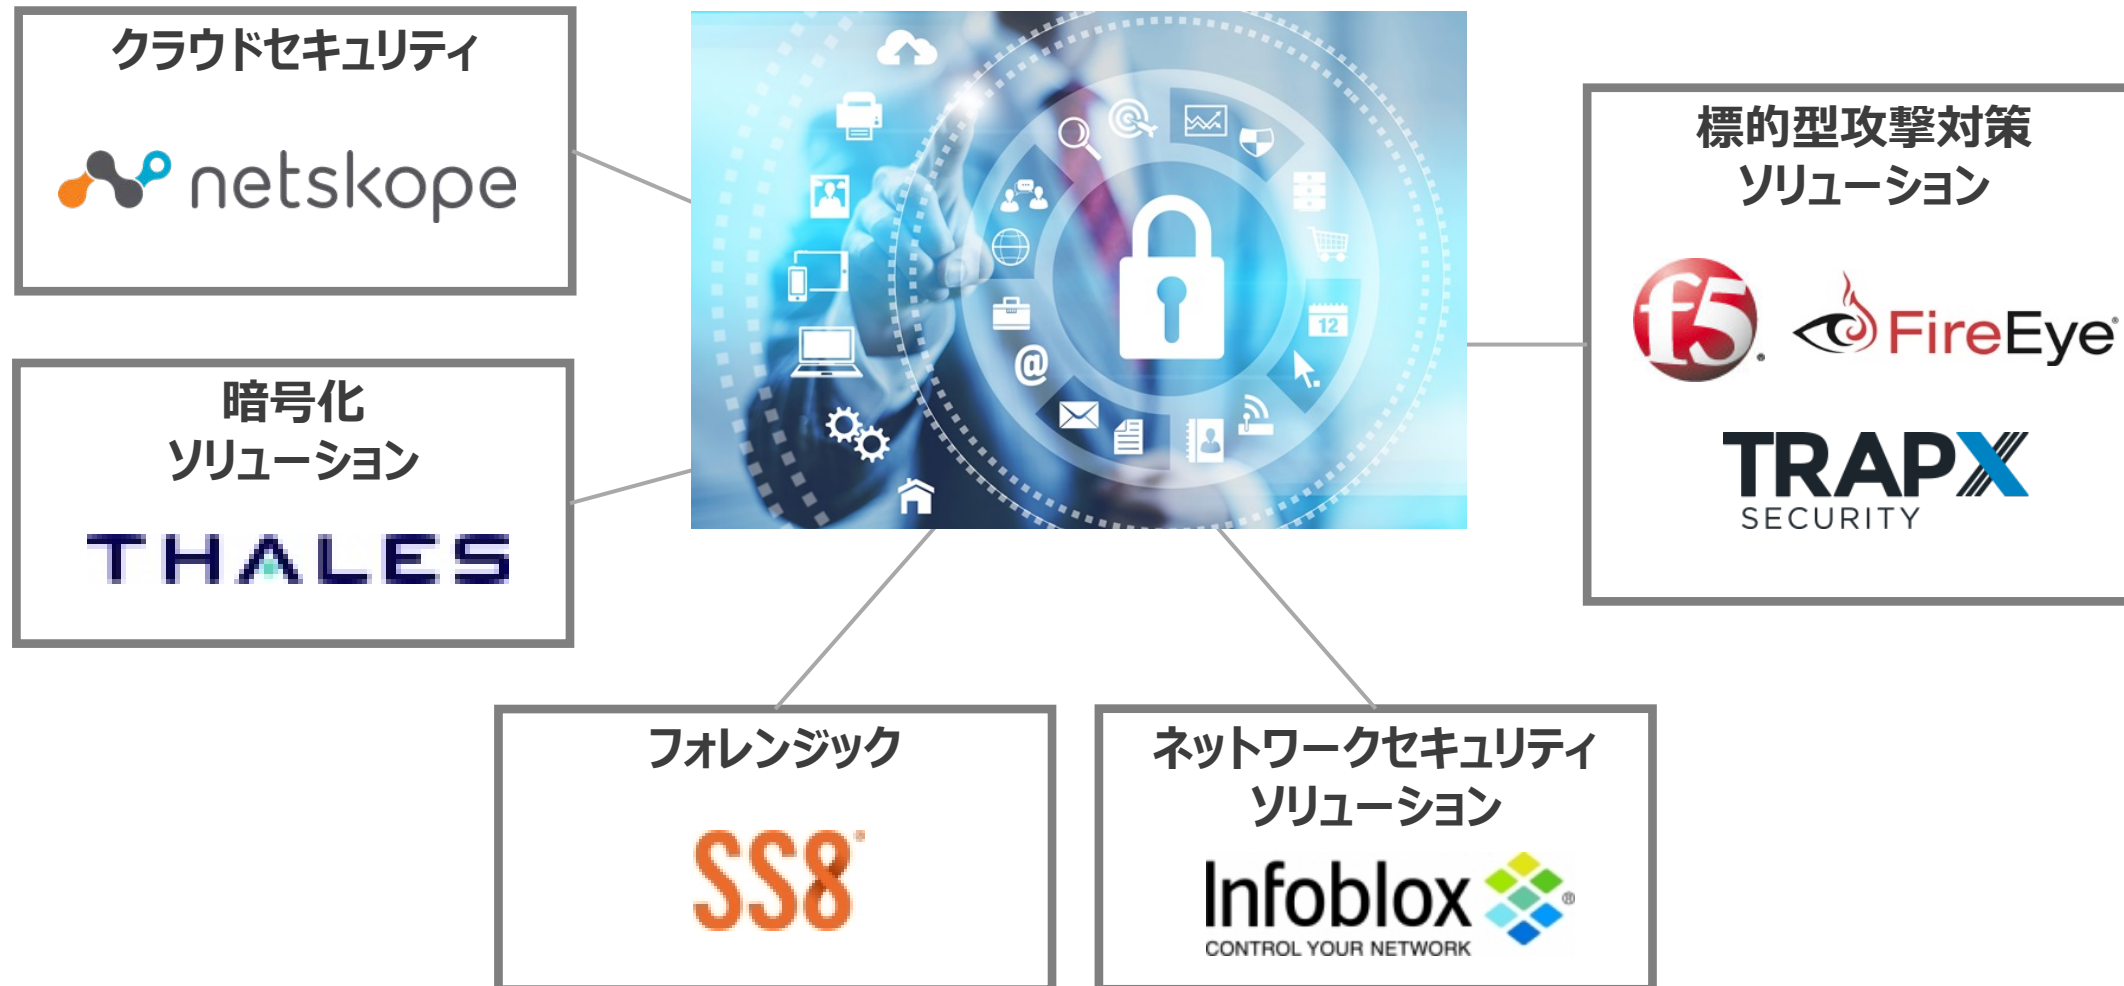 クラウドセキュリティ
netskope
暗号化
ソリューション
THALES
@
12
標的型攻撃対策
ソリューション
f5
FireEye
TRAPX
SECURITY
フォレンジック
SS8
ネットワークセキュリティ
ソリューション
Infoblox
CONTROL YOUR NETWORK